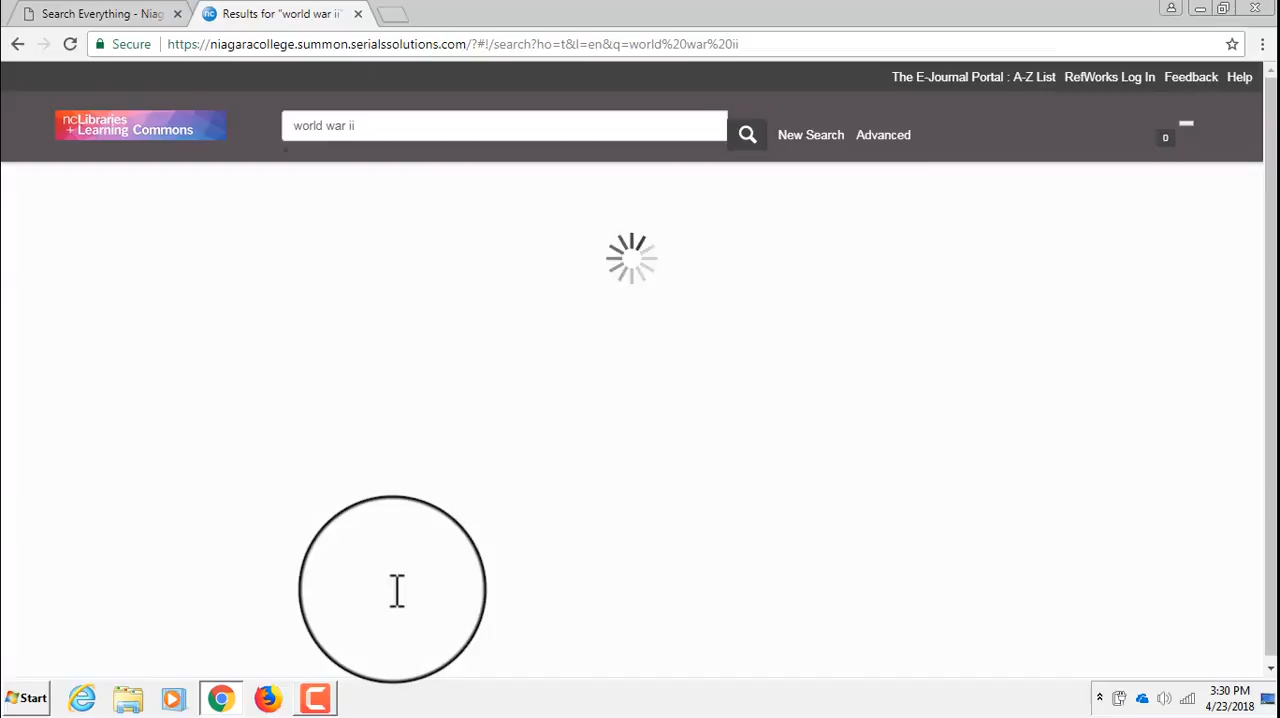 Search Everything - Niag
Results for "world war ii"
Secure
https://niagaracollege.summon.serialssolutions.com/?#!/search?ho=t&l=en&q=world%20war%20ii
The E-Journal Portal : A-Z List
RefWorks Log In
Feedback
Help
ncLibraries
+ Learning Commons
world war ii
New Search
Advanced
0
nc
Start
3:30 PM
4/23/2018